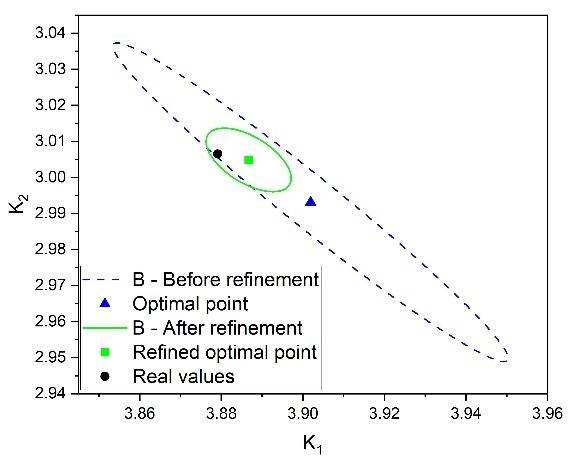 3.04
3.03
3.02
3.01
3.00
2.99
2.98
2.97
2.96
2.95
2.94
K₂
B - Before refinement
Optimal point
B - After refinement
Refined optimal point
Real values
3.86 3.88 3.90 3.92 3.94 3.96
K₁